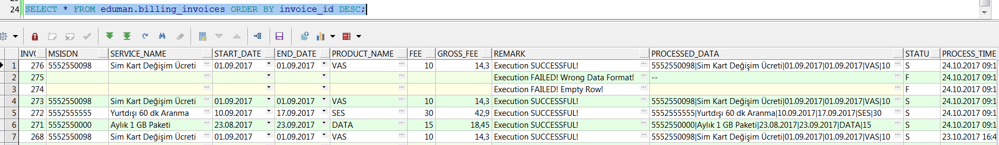 23
24 SELECT * FROM eduman.billing_invoices ORDER BY invoice_id DESC;
INVC MSISDN SERVICE_NAME START_DATE END_DATE PRODUCT_NAME FEE GROSS_FEE REMARK PROCESSED_DATA STATU PROCESS_TIME
1 276 5552550098 Sim Kart Değişim Ücreti ... 01.09.2017 01.09.2017 VAS ... 10 14,3 Execution SUCCESSFUL! ... 5552550098|Sim Kart Değişim Ücreti|01.09.2017|01.09.2017|VAS|10 ... S 24.10.2017 09:1
2 275 ... ... Execution FAILED! Wrong Data Format! ... -- ... F 24.10.2017 09:1
3 274 ... ... Execution FAILED! Empty Row! ... ... F 24.10.2017 09:1
4 273 5552550098 Sim Kart Değişim Ücreti ... 01.09.2017 01.09.2017 VAS ... 10 14,3 Execution SUCCESSFUL! ... 5552550098|Sim Kart Değişim Ücreti|01.09.2017|01.09.2017|VAS|10 ... S 24.10.2017 09:1
5 272 5552555555 Yurtdışı 60 dk Aranma ... 10.09.2017 17.09.2017 SES ... 30 42,9 Execution SUCCESSFUL! ... 5552555555|Yurtdışı 60 dk Aranma|10.09.2017|17.09.2017|SES|30 ... S 24.10.2017 09:1
6 271 5552550000 Aylık 1 GB Paketi ... 23.08.2017 23.09.2017 DATA ... 15 18,45 Execution SUCCESSFUL! ... 5552550000|Aylık 1 GB Paketi|23.08.2017|23.09.2017|DATA|15 ... S 24.10.2017 09:1
7 268 5552550098 Sim Kart Değişim Ücreti ... 01.09.2017 01.09.2017 VAS ... 10 14,3 Execution SUCCESSFUL! ... 5552550098|Sim Kart Değişim Ücreti|01.09.2017|01.09.2017|VAS|10 ... S 23.10.2017 16:4